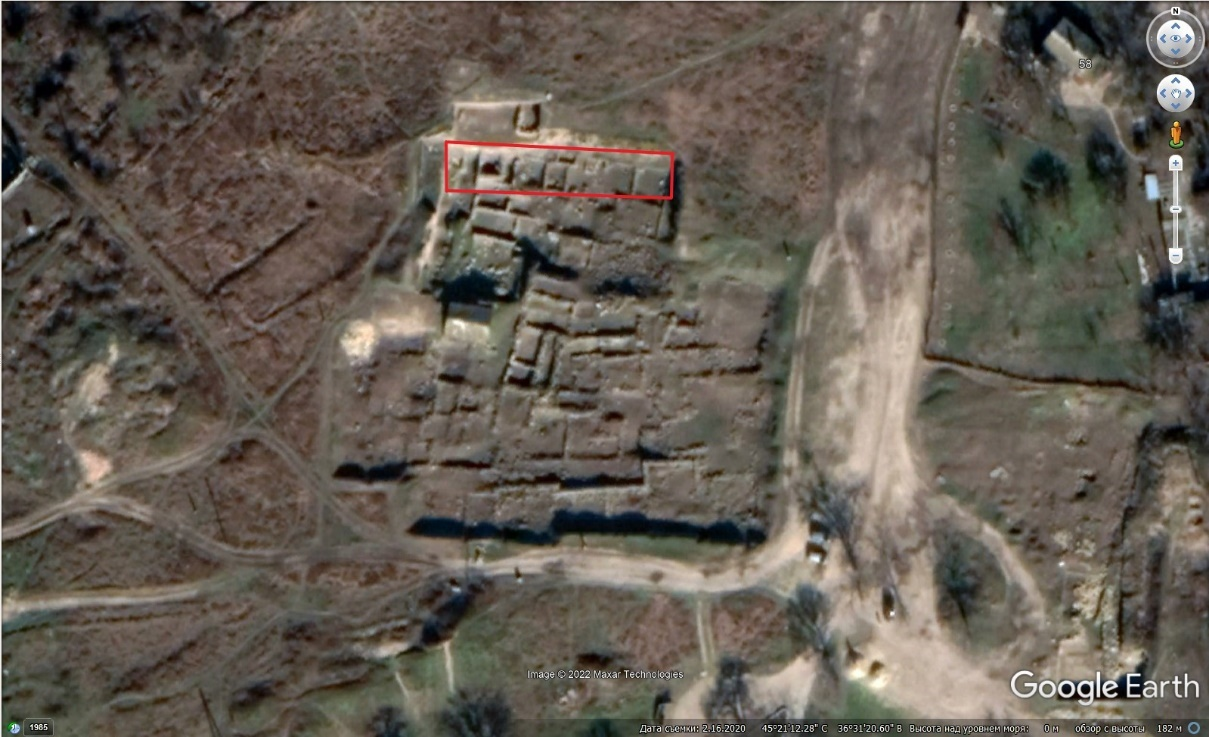 N
58
Image © 2022 Maxar Technologies
Google Earth
1985
Дата съемки: 2.16.2020 45°21'12.28" С 36°31'20.60" В Высота над уровнем моря: 0 м обзор с высоты 182 м